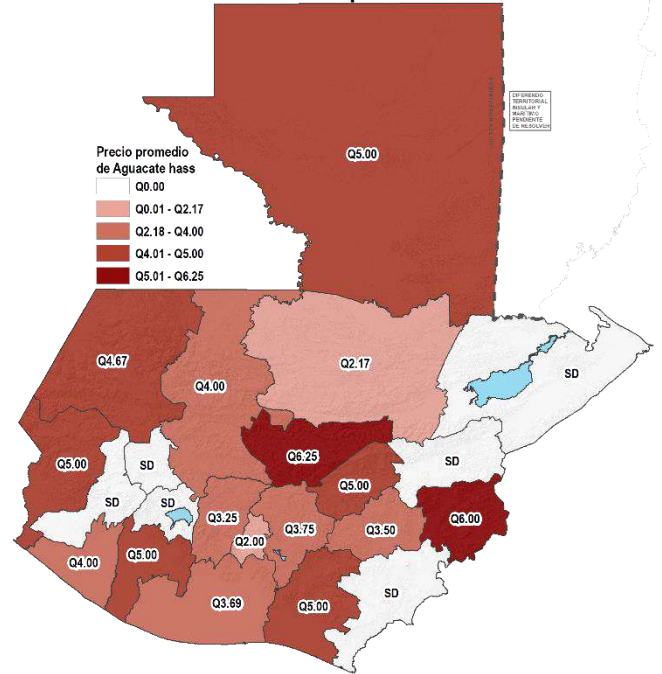 DIFERENDO
TERRITORIAL
INSULAR Y
MARÍTIMO
PENDIENTE
DE RESOLVER
Q5.00
Precio promedio
de Aguacate hass
Q0.00
Q0.01 - Q2.17
Q2.18 - Q4.00
Q4.01 - Q5.00
Q5.01 - Q6.25
Q4.67
Q4.00
Q2.17
SD
Q5.00
SD
Q6.25
SD
SD
SD
Q5.00
Q3.25
Q3.75
Q3.50
Q6.00
Q2.00
Q4.00
Q5.00
Q3.69
Q5.00
SD